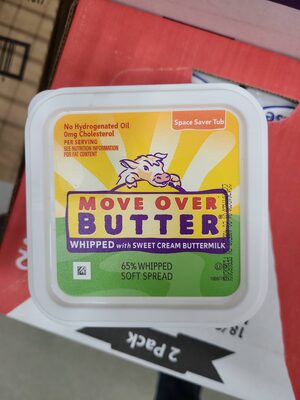 No Hydrogenated Oil
0mg Cholesterol
PER SERVING
SEE NUTRITION INFORMATION
FOR FAT CONTENT
Space Saver Tub
MOVE OVER
BUTTER
WHIPPED with SWEET CREAM BUTTERMILK
65% WHIPPED
SOFT SPREAD
2 Pack